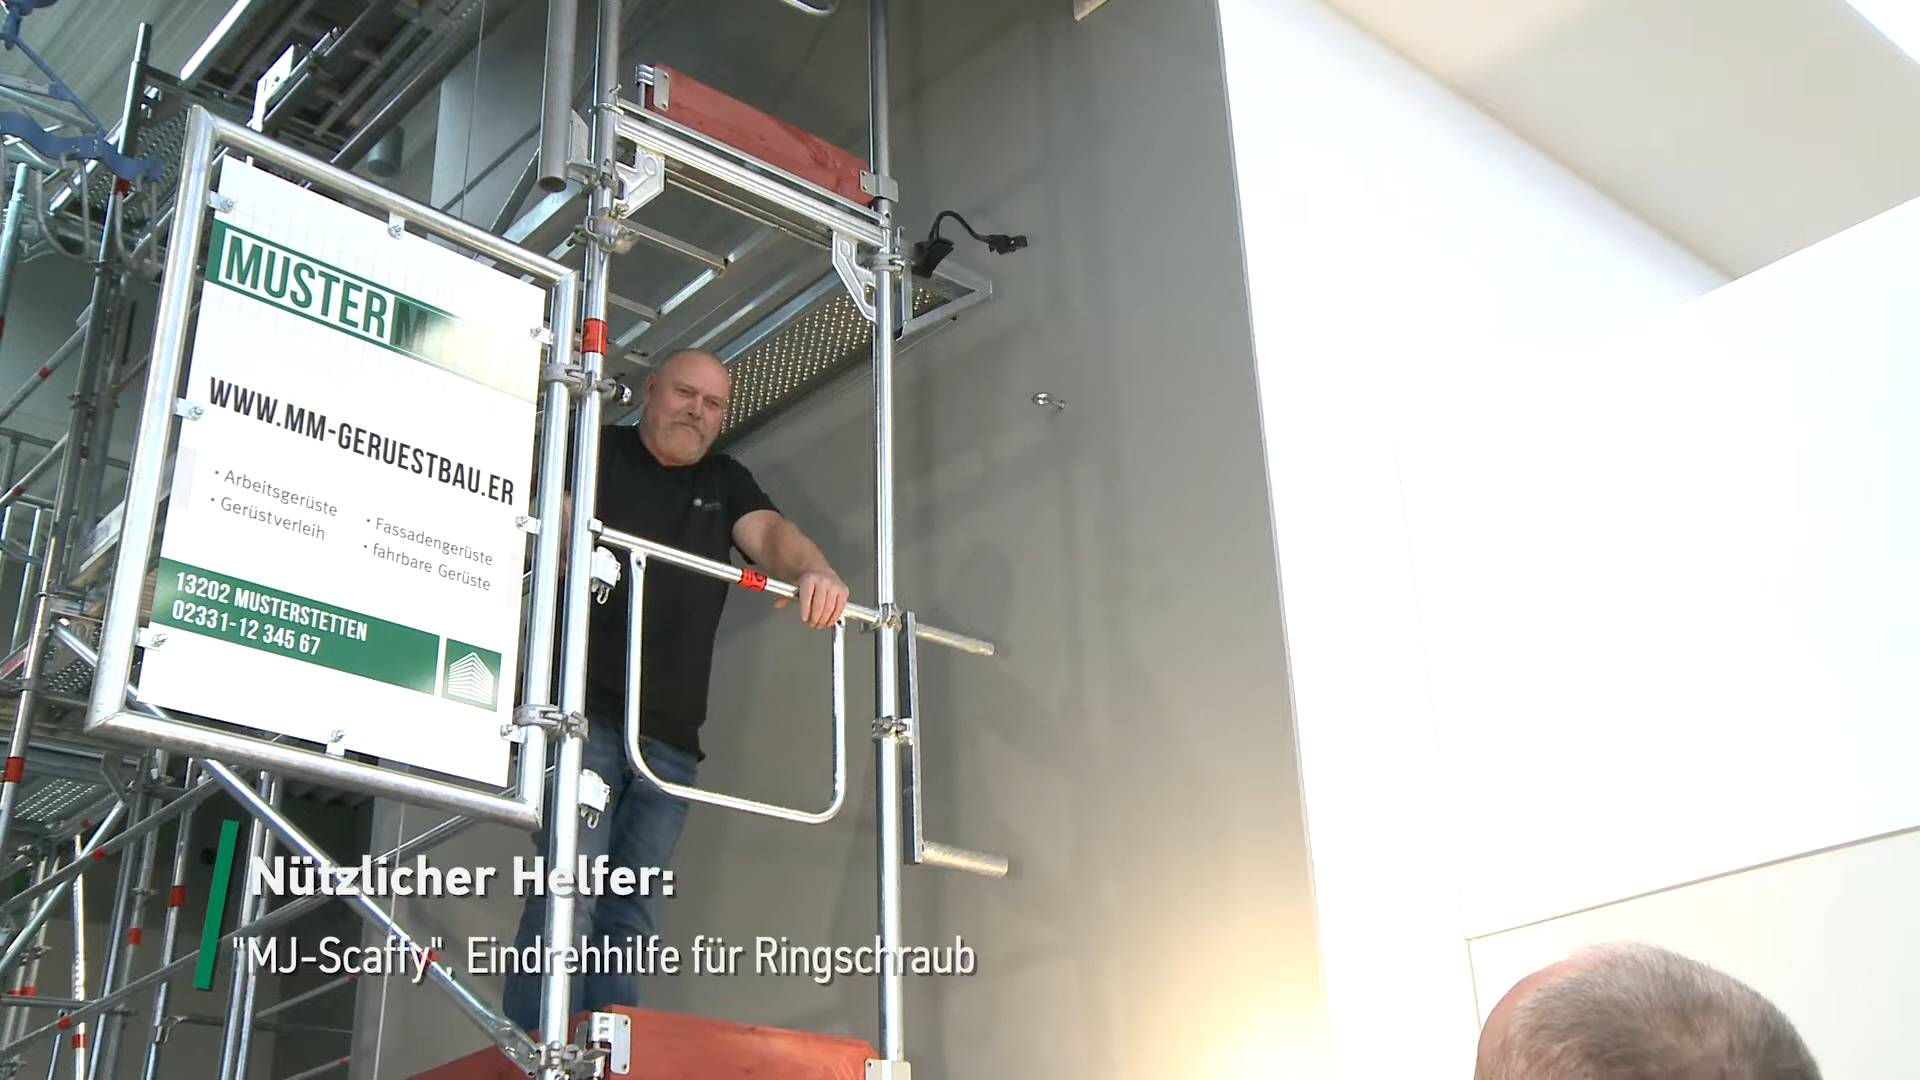 MUSTERM
WWW.MM-GERUESTBAU.ER
• Arbeitsgerüste
• Gerüstverleih
• Fassadengerüste
• fahrbare Gerüste
13202 MUSTERSTETTEN
02331-12 345 67
Nützlicher Helfer:
"MJ-Scaffy", Eindrehhilfe für Ringschraub